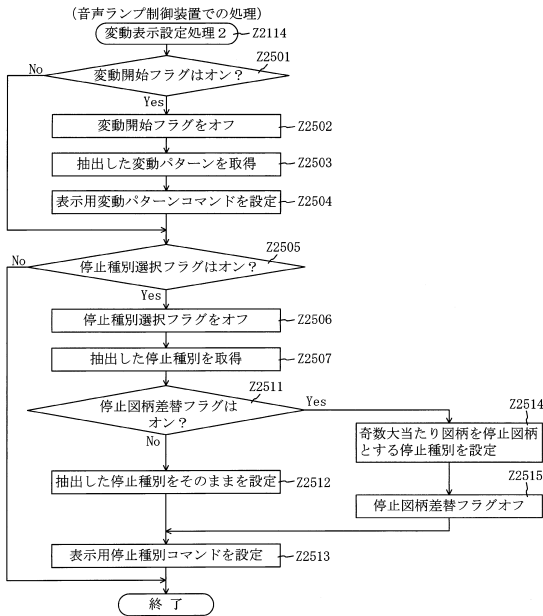 (音声ランプ制御装置での処理)
変動表示設定処理2
Z2114
Z2501
変動開始フラグはオン?
No
Yes
変動開始フラグをオフ
Z2502
抽出した変動パターンを取得
Z2503
表示用変動パターンコマンドを設定
Z2504
Z2505
停止種別選択フラグはオン?
No
Yes
停止種別選択フラグをオフ
Z2506
抽出した停止種別を取得
Z2507
Z2511
停止図柄差替フラグは
オン?
Yes
No
Z2514
奇数大当たり図柄を停止図柄
とする停止種別を設定
抽出した停止種別をそのままを設定
Z2512
Z2515
停止図柄差替フラグオフ
表示用停止種別コマンドを設定
Z2513
終了